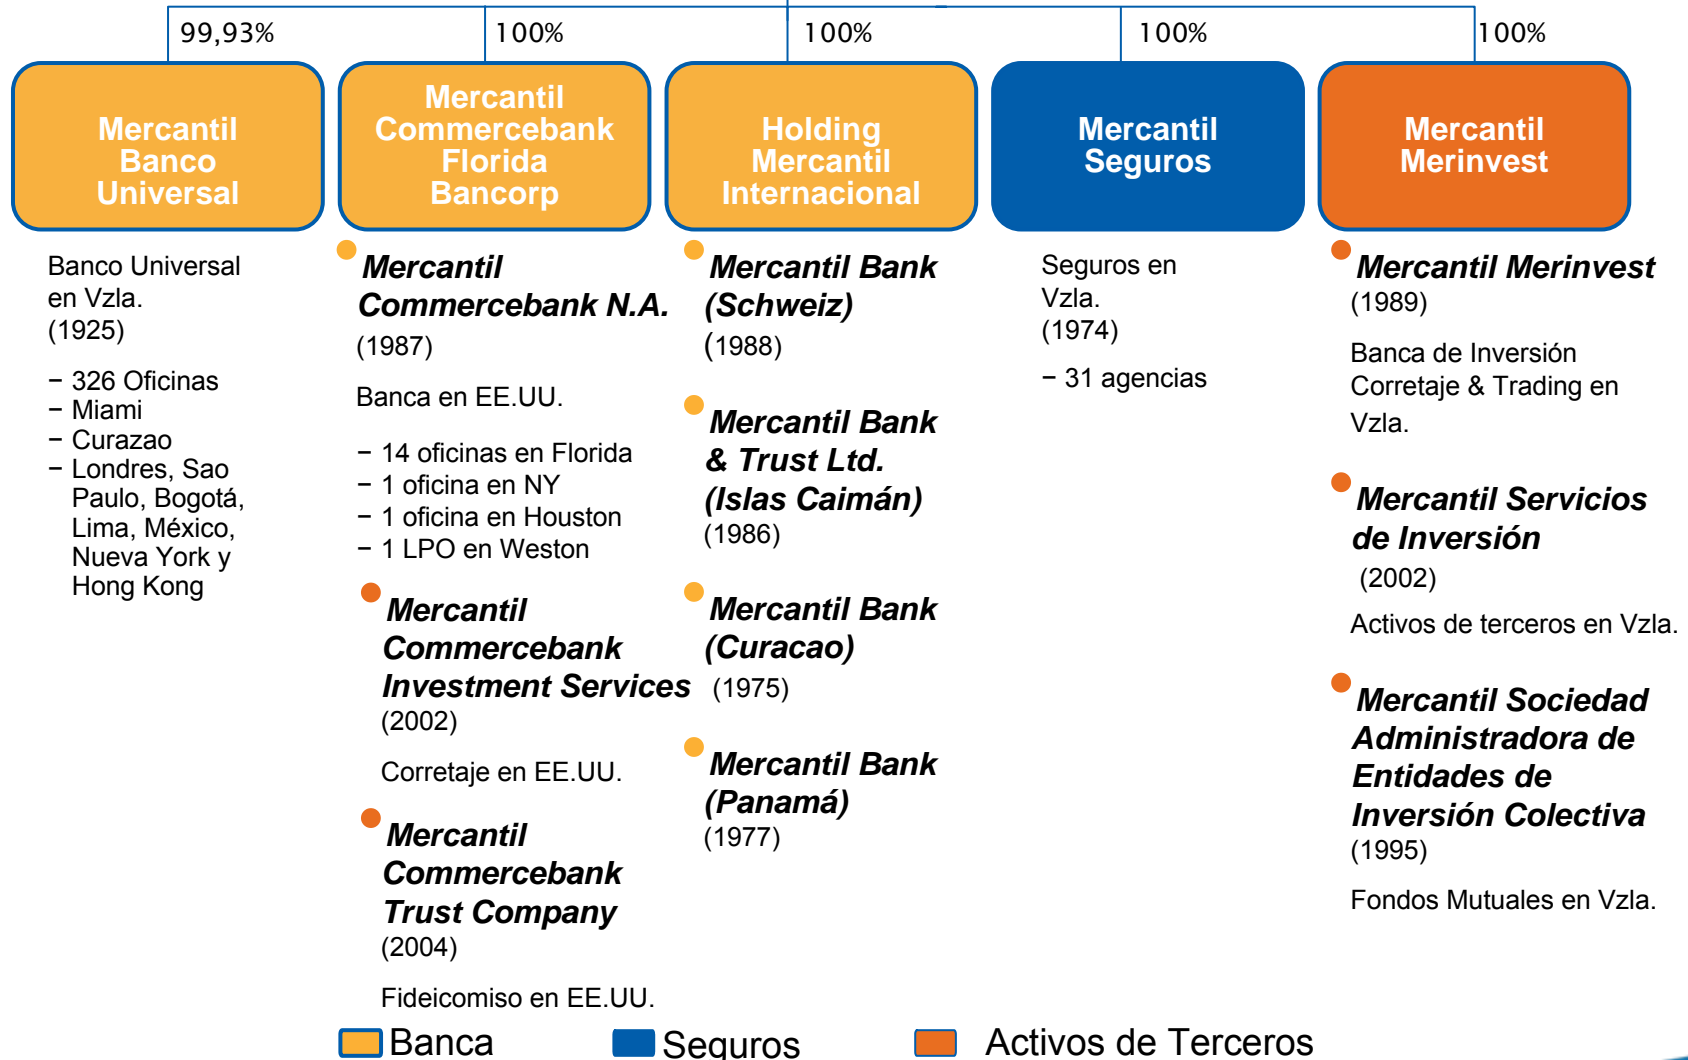 99,93%
100%
100%
100%
100%
Mercantil
Banco
Universal
Mercantil
Commercebank
Florida
Bancorp
Holding
Mercantil
Internacional
Mercantil
Seguros
Mercantil
Merinvest
Banco Universal
en Vzla.
(1925)
− 326 Oficinas
− Miami
− Curazao
− Londres, Sao
Paulo, Bogotá,
Lima, México,
Nueva York y
Hong Kong
Mercantil
Commercebank N.A.
(1987)
Banca en EE.UU.
− 14 oficinas en Florida
− 1 oficina en NY
− 1 oficina en Houston
− 1 LPO en Weston
Mercantil
Commercebank
Investment Services
(2002)
Corretaje en EE.UU.
Mercantil
Commercebank
Trust Company
(2004)
Fideicomiso en EE.UU.
Mercantil Bank
(Schweiz)
(1988)
Mercantil Bank
& Trust Ltd.
(Islas Caimán)
(1986)
Mercantil Bank
(Curacao)
(1975)
Mercantil Bank
(Panamá)
(1977)
Seguros en
Vzla.
(1974)
− 31 agencias
Mercantil Merinvest
(1989)
Banca de Inversión
Corretaje & Trading en
Vzla.
Mercantil Servicios
de Inversión
(2002)
Activos de terceros en Vzla.
Mercantil Sociedad
Administradora de
Entidades de
Inversión Colectiva
(1995)
Fondos Mutuales en Vzla.
Banca
Seguros
Activos de Terceros